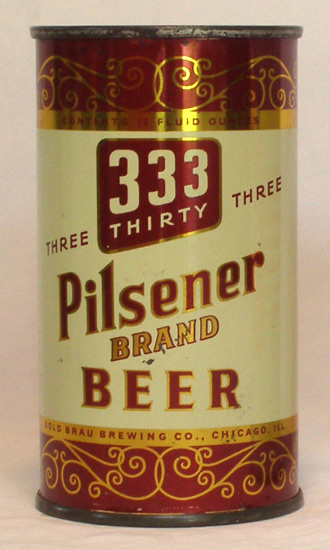 CONTENTS 12 FLUID OUNCES
333
THREE THIRTY THREE
Pilsener
BRAND
BEER
GOLD BRAU BREWING CO., CHICAGO, ILL.